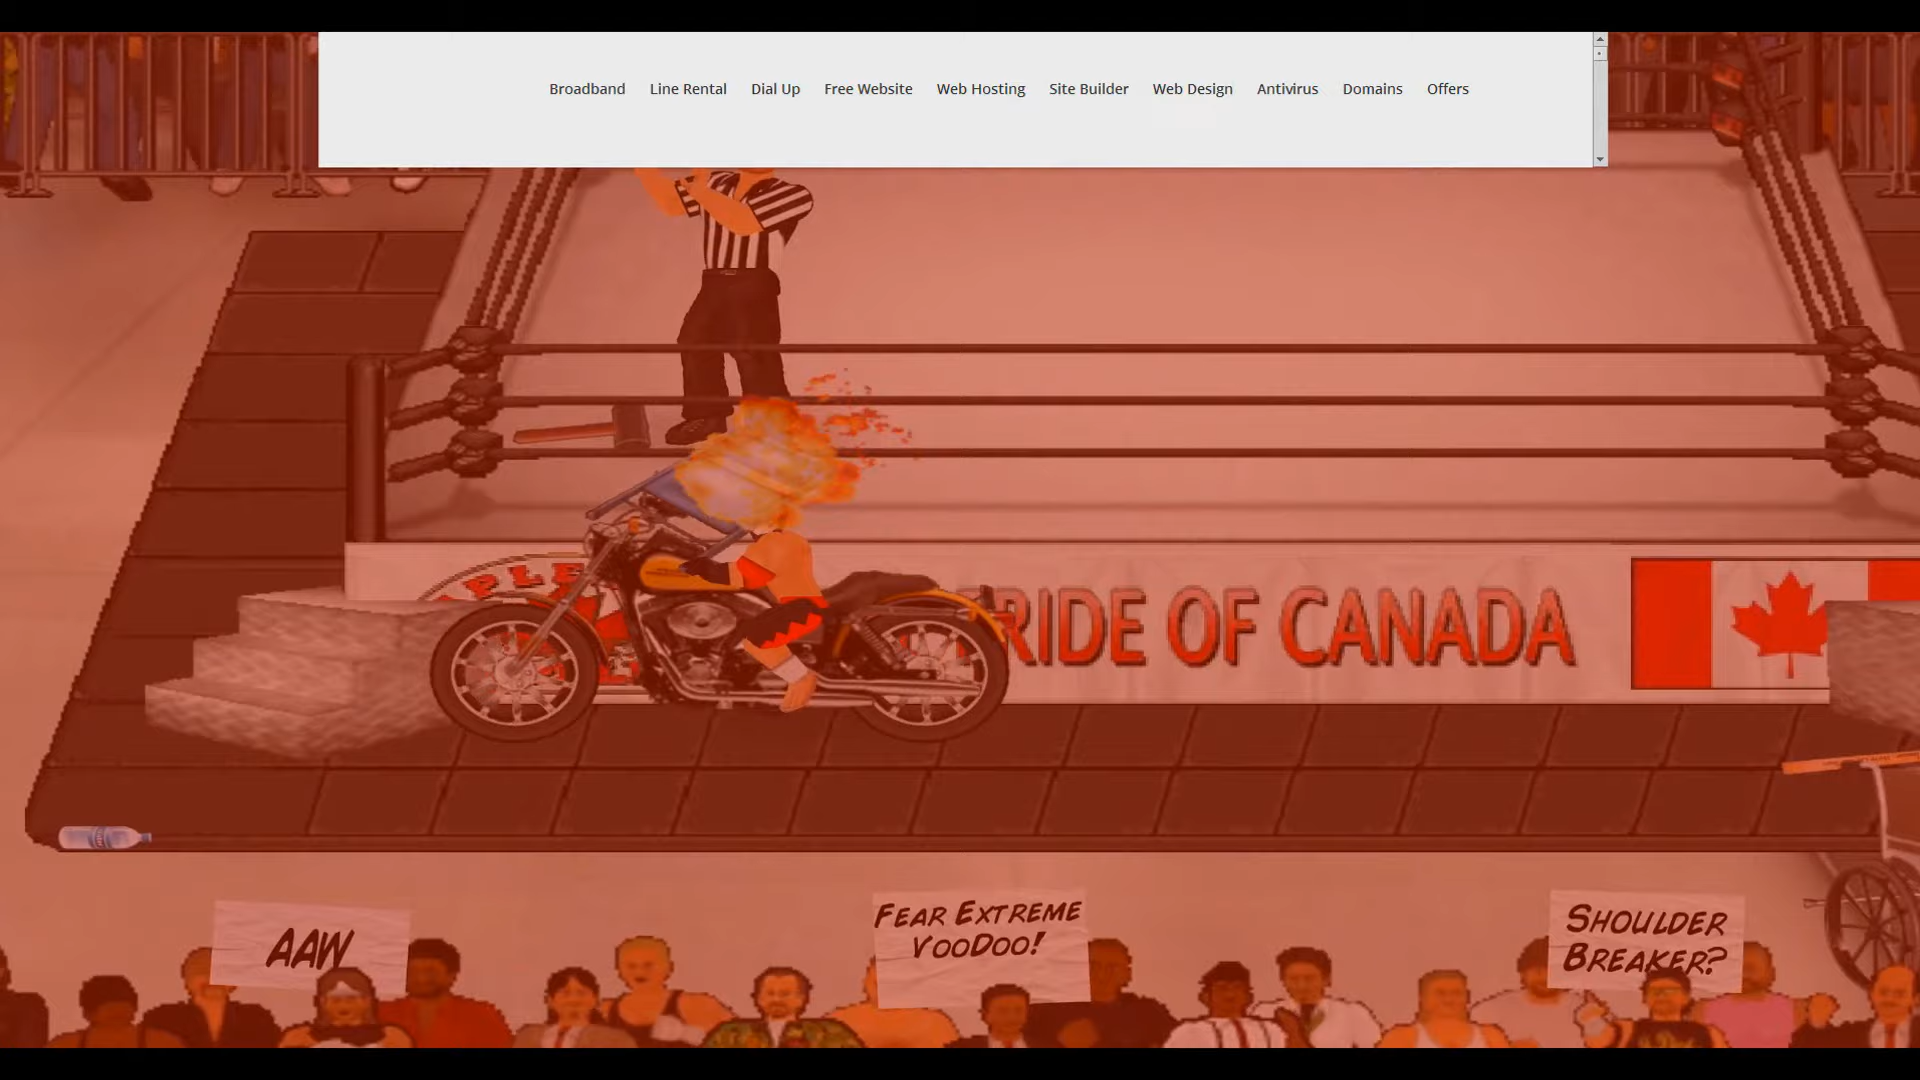 Broadband Line Rental Dial Up Free Website Web Hosting Site Builder Web Design Antivirus Domains Offers
RIDE OF CANADA
AAW
FEAR EXTREME
VOODOO!
SHOULDER
BREAKER?